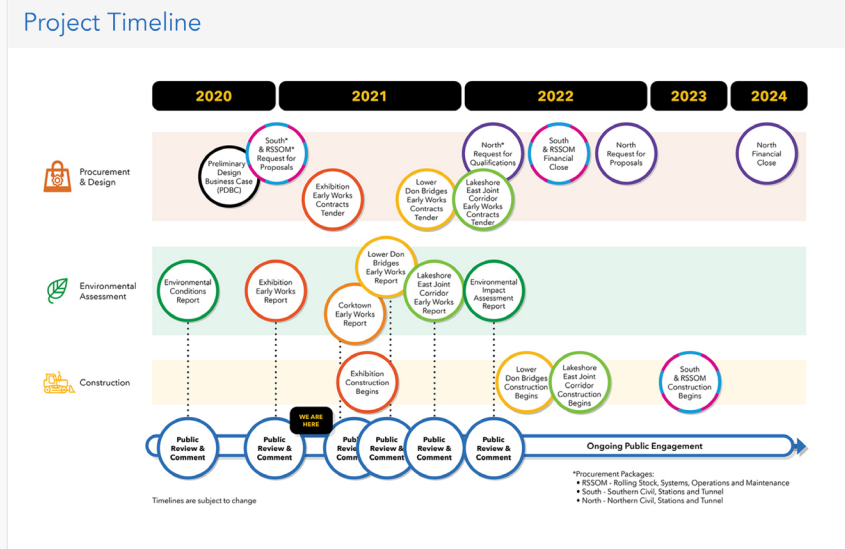 Project Timeline
2020
2021
2022
2023
2024
Procurement
& Design
Preliminary
Design
Business Case
(PDBC)
South*
& RSSOM*
Request for
Proposals
Exhibition
Early Works
Contracts
Tender
Lower
Don Bridges
Early Works
Contracts
Tender
North*
Request for
Qualifications
Lakeshore
East Joint
Corridor
Early Works
Contracts
Tender
South
& RSSOM
Financial
Close
North
Request for
Proposals
North
Financial
Close
Environmental
Assessment
Environmental
Conditions
Report
Exhibition
Early Works
Report
Corktown
Early Works
Report
Lower Don
Bridges
Early Works
Report
Lakeshore
East Joint
Corridor
Early Works
Report
Environmental
Impact
Assessment
Report
Construction
Exhibition
Construction
Begins
Lower
Don Bridges
Construction
Begins
Lakeshore
East Joint
Corridor
Construction
Begins
South
& RSSOM
Construction
Begins
WE ARE
HERE
Public
Review &
Comment
Public
Review &
Comment
Publ
Revie
Comm
Public
Review &
Comment
Public
Review &
Comment
Public
Review &
Comment
Ongoing Public Engagement
*Procurement Packages:
• RSSOM - Rolling Stock, Systems, Operations and Maintenance
• South - Southern Civil, Stations and Tunnel
• North - Northern Civil, Stations and Tunnel
Timelines are subject to change